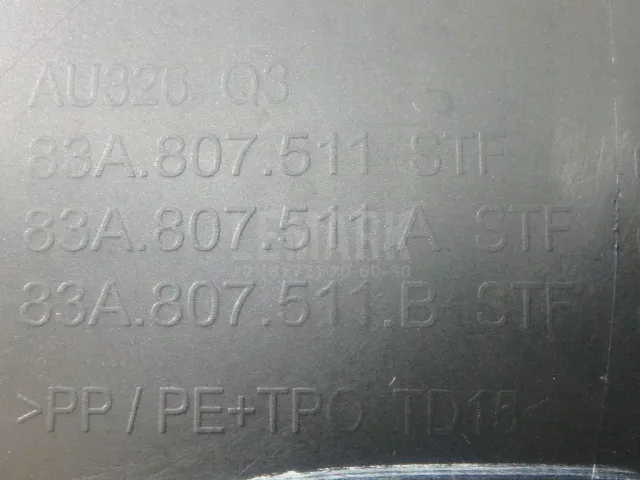 AU326 Q3
83A.807.511 STF
83A.807.511.A STF
83A.807.511.B STF
>PP/PE+TPO TD15<